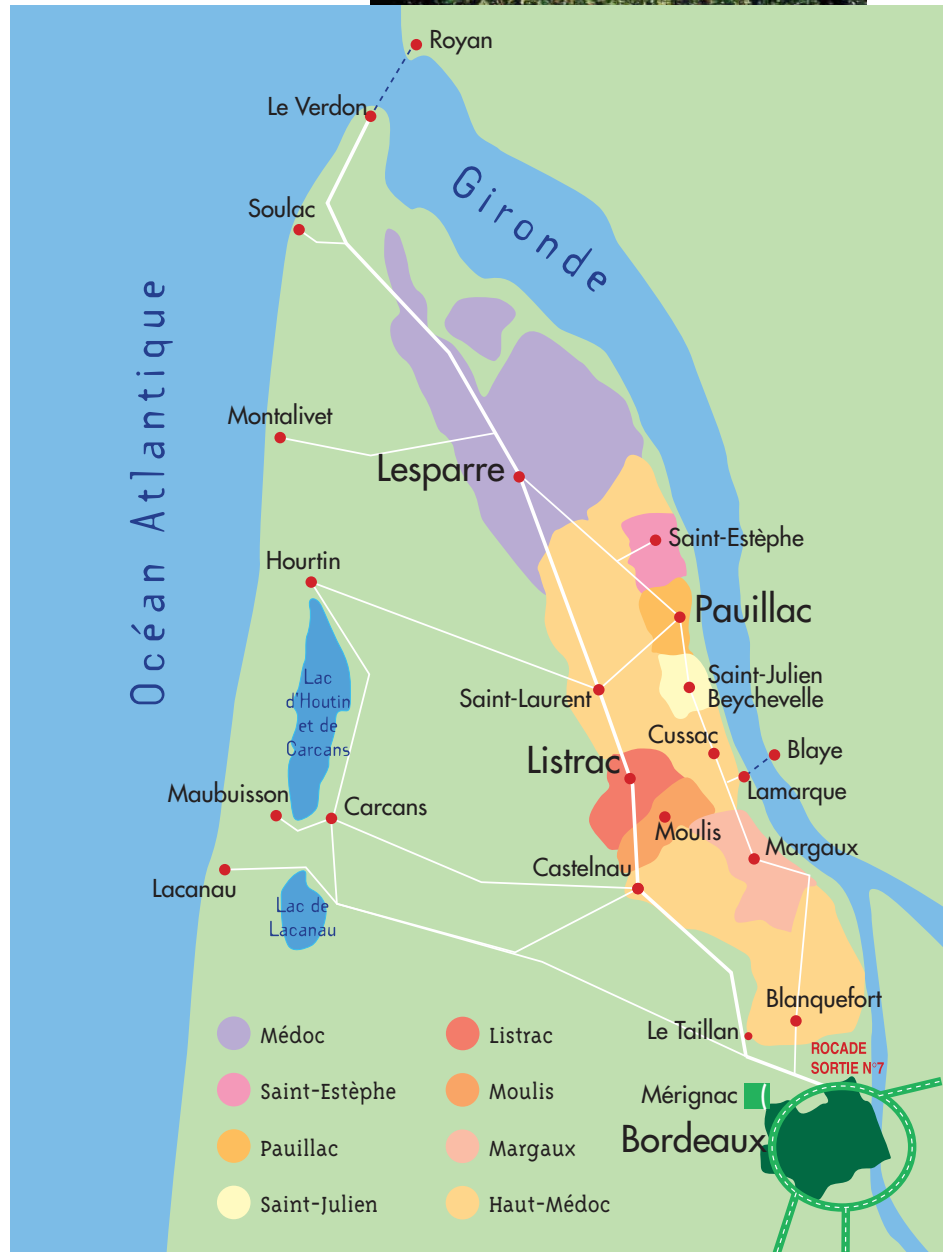 Royan
Le Verdon
Gironde
Soulac
Océan Atlantique
Montalivet
Lesparre
Saint-Estèphe
Hourtin
Pauillac
Lac
d'Houtin
et de
Carcans
Saint-Laurent
Saint-Julien
Beychevelle
Cussac
Blaye
Listrac
Lamarque
Maubuisson
Carcans
Moulis
Margaux
Castelnau
Lacanau
Lac de
Lacanau
Blanquefort
Le Taillan
ROCADE
SORTIE N°7
Mérignac
Bordeaux
Médoc
Saint-Estèphe
Pauillac
Saint-Julien
Listrac
Moulis
Margaux
Haut-Médoc